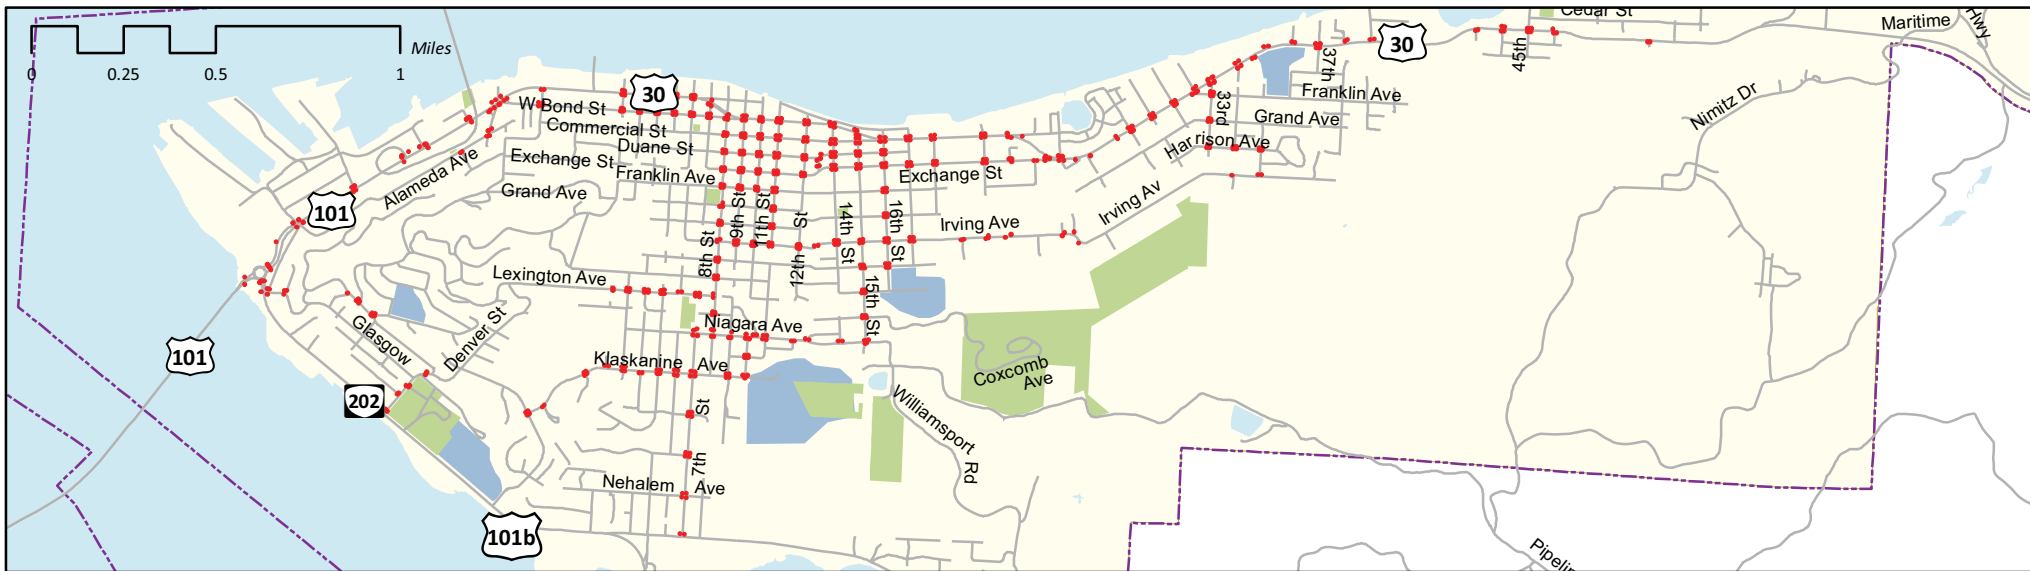 Cedar St
Maritime
Hwy
Miles
0
0.25
0.5
1
30
30
37th
45th
W Bond St
Commercial St
Duane St
Exchange St
Franklin Ave
Grand Ave
Alameda Ave
101
Franklin Ave
33rd
Grand Ave
Harrison Ave
Nimitz Dr
Exchange St
Irving Av
Irving Ave
8th St
9th St
11th St
12th St
14th St
16th St
15th St
Lexington Ave
Niagara Ave
Klaskanine Ave
Glasgow
Denver St
101
202
Coxcomb
Ave
Williamsport Rd
7th St
Nehalem Ave
101b
Pipelin